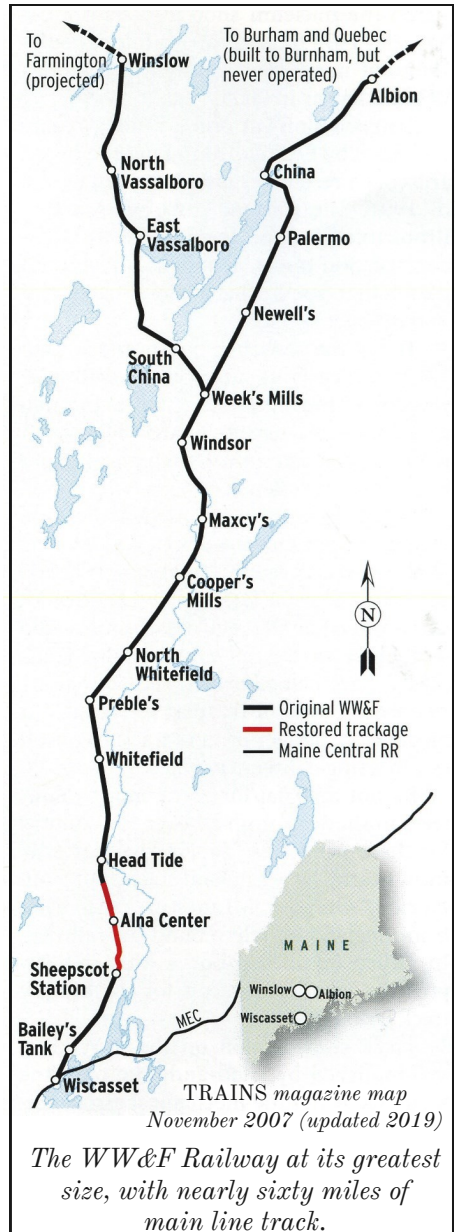 To
Farmington
(projected)
Winslow
To Burham and Quebec
(built to Burnham, but
never operated)
Albion
North
Vassalboro
China
East
Vassalboro
Palermo
Newell's
South
China
Week's Mills
Windsor
Maxcy's
Cooper's
Mills
N
North
Whitefield
Preble's
Original WW&F
Restored trackage
Maine Central RR
Whitefield
Head Tide
Alna Center
MAINE
Sheepscot
Station
Winslow
Albion
Wiscasset
MEC
Bailey's
Tank
Wiscasset
TRAINS magazine map
November 2007 (updated 2019)
The WW&F Railway at its greatest
size, with nearly sixty miles of
main line track.